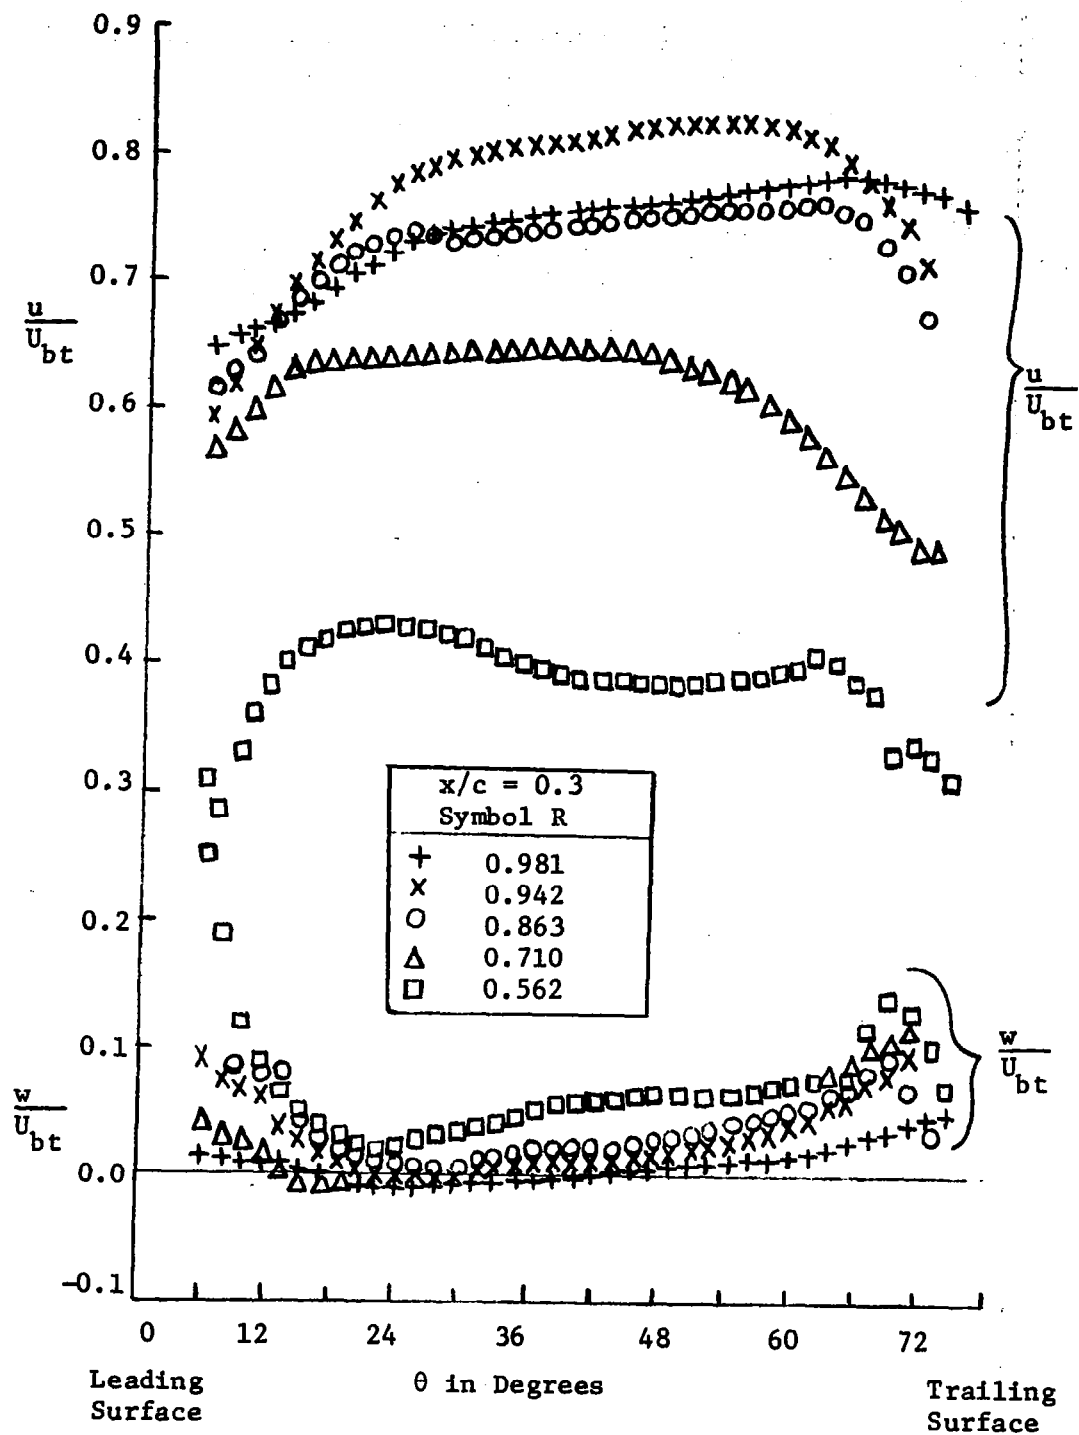 0.9
0.8
0.7
u
U_bt
0.6
0.5
0.4
0.3
0.2
0.1
w
U_bt
0.0
-0.1
u
U_bt
x/c = 0.3
Symbol R
+ 0.981
× 0.942
○ 0.863
△ 0.710
□ 0.562
w
U_bt
0 12 24 36 48 60 72
Leading
Surface
θ in Degrees
Trailing
Surface